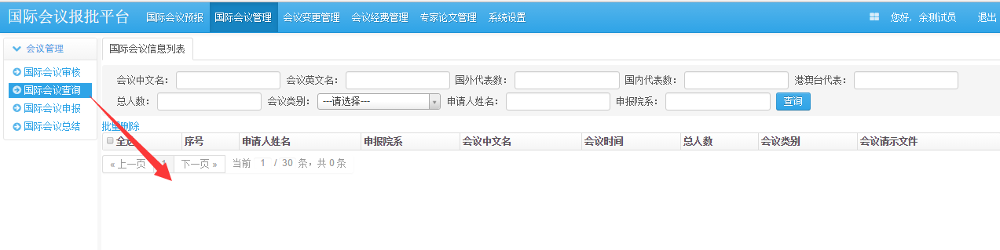 国际会议报批平台 国际会议预报 国际会议管理 会议变更管理 会议经费管理 专家论文管理 系统设置 您好，余测试员 退出
会议管理 国际会议信息列表
国际会议审核
国际会议查询
国际会议申报
国际会议总结
会议中文名： 会议英文名： 国外代表数： 国内代表数： 港澳台代表：
总人数： 会议类别： ---请选择--- 申请人姓名： 申报院系： 查询
批量删除
全选 序号 申请人姓名 申报院系 会议中文名 会议时间 总人数 会议类别 会议请示文件
« 上一页 1 下一页 » 当前 1 / 30 条，共 0 条